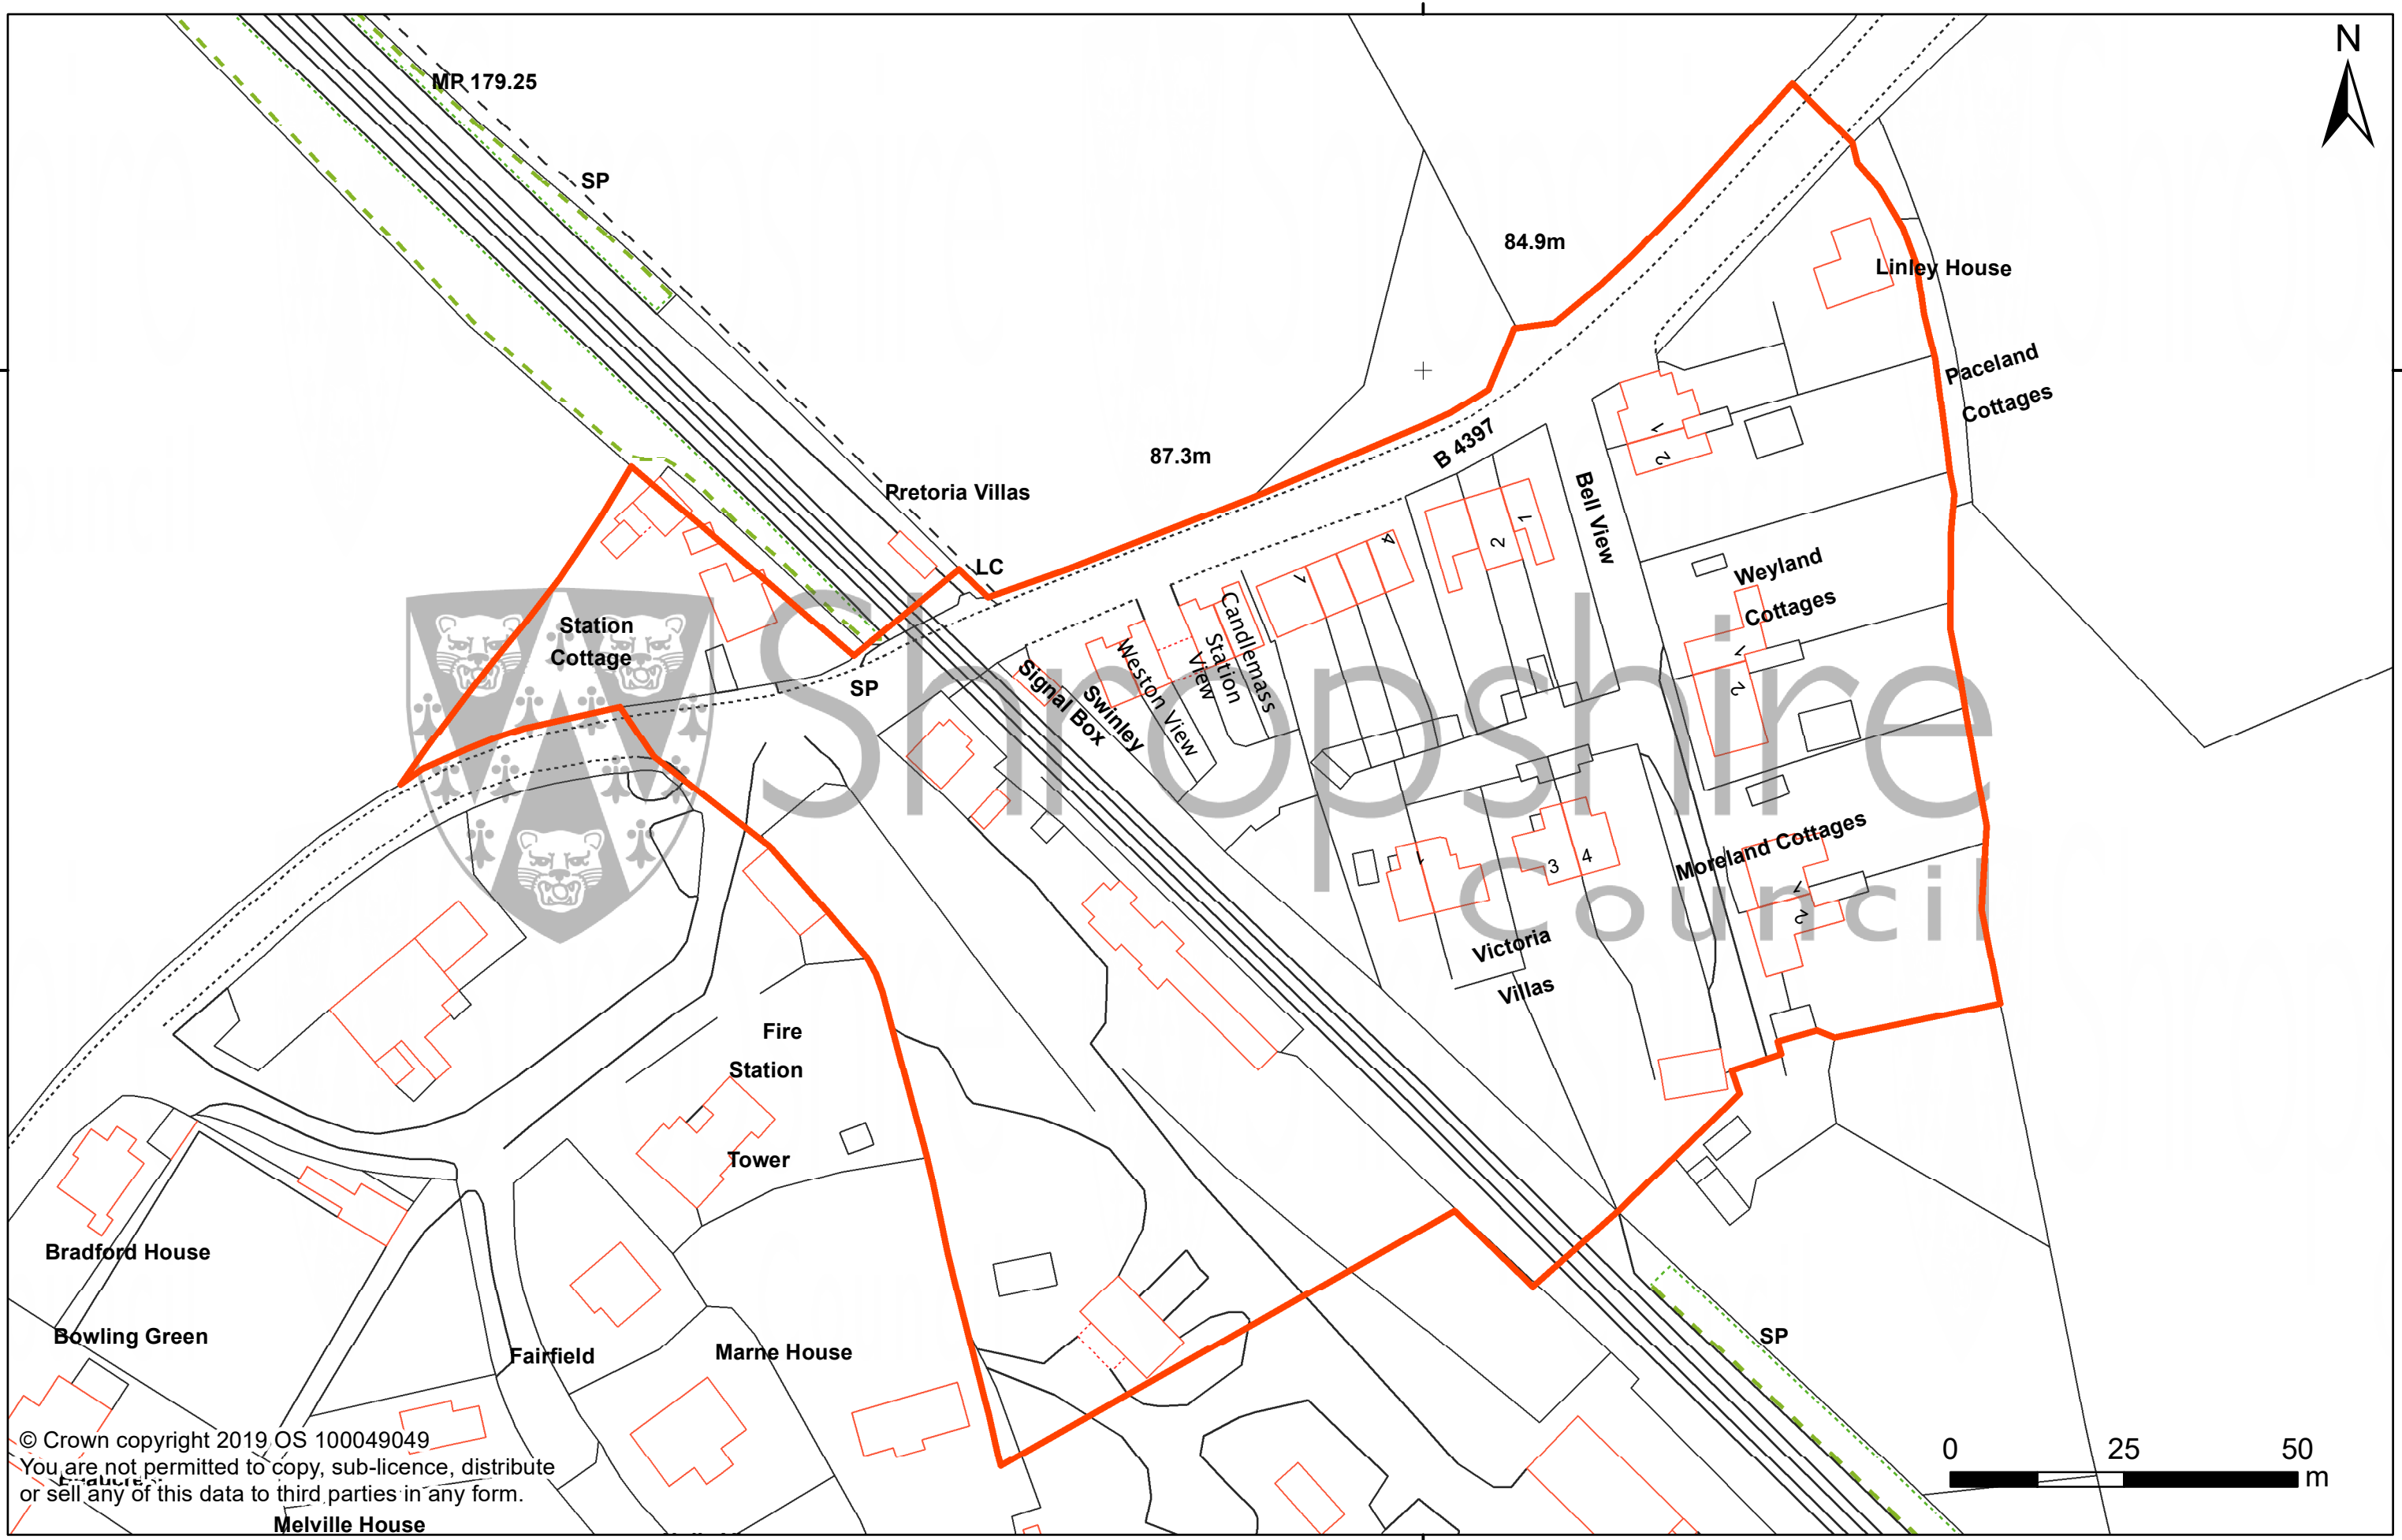 N
MP 179.25
SP
84.9m
Linley House
Paceland
Cottages
87.3m
B 4397
Pretoria Villas
LC
Bell View
1
2
1
2
4
1
Weyland
Cottages
1
2
Station
Cottage
SP
Signal Box
Swinley
Weston View
Station
View
Candlemass
Shropshire
Council
Moreland Cottages
1
2
1
3
4
Victoria
Villas
Fire
Station
Tower
Bradford House
Bowling Green
Fairfield
Marne House
SP
0 25 50
m
© Crown copyright 2019 OS 100049049
You are not permitted to copy, sub-licence, distribute
or sell any of this data to third parties in any form.
Melville House